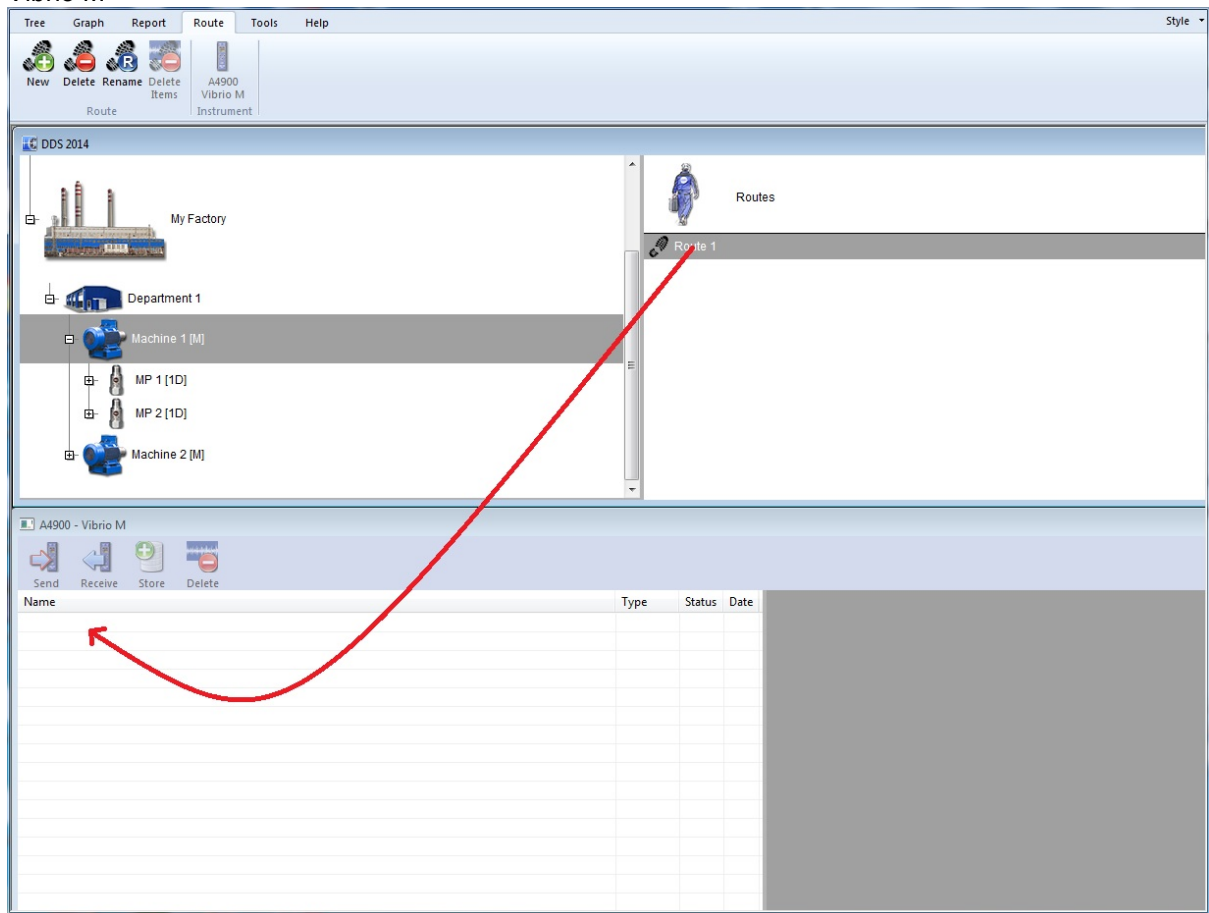 Vibrio M
Tree Graph Report Route Tools Help Style
New Delete Rename Delete Items A4900 Vibrio M
Route Instrument
DDS 2014
My Factory
Routes
Route 1
Department 1
Machine 1 [M]
MP 1 [1D]
MP 2 [1D]
Machine 2 [M]
A4900 - Vibrio M
Send Receive Store Delete
Name Type Status Date